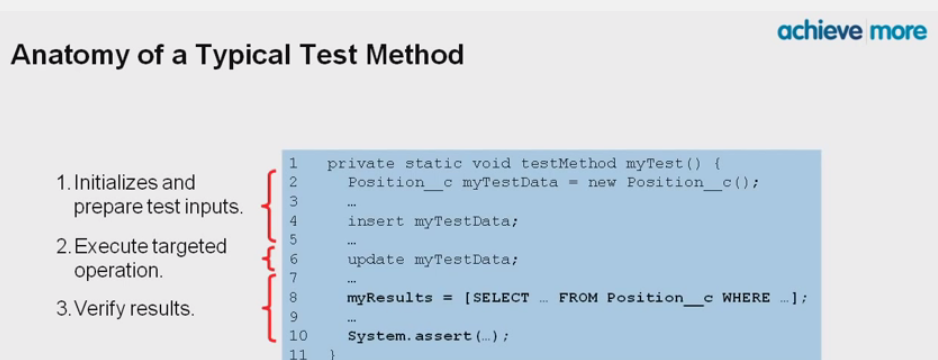 achieve more
Anatomy of a Typical Test Method
1. Initializes and
prepare test inputs.
2. Execute targeted
operation.
3. Verify results.
1 private static void testMethod myTest() {
2 Position__c myTestData = new Position__c();
3 …
4 insert myTestData;
5 …
6 update myTestData;
7 …
8 myResults = [SELECT … FROM Position__c WHERE …];
9 …
10 System.assert(…);
11 }